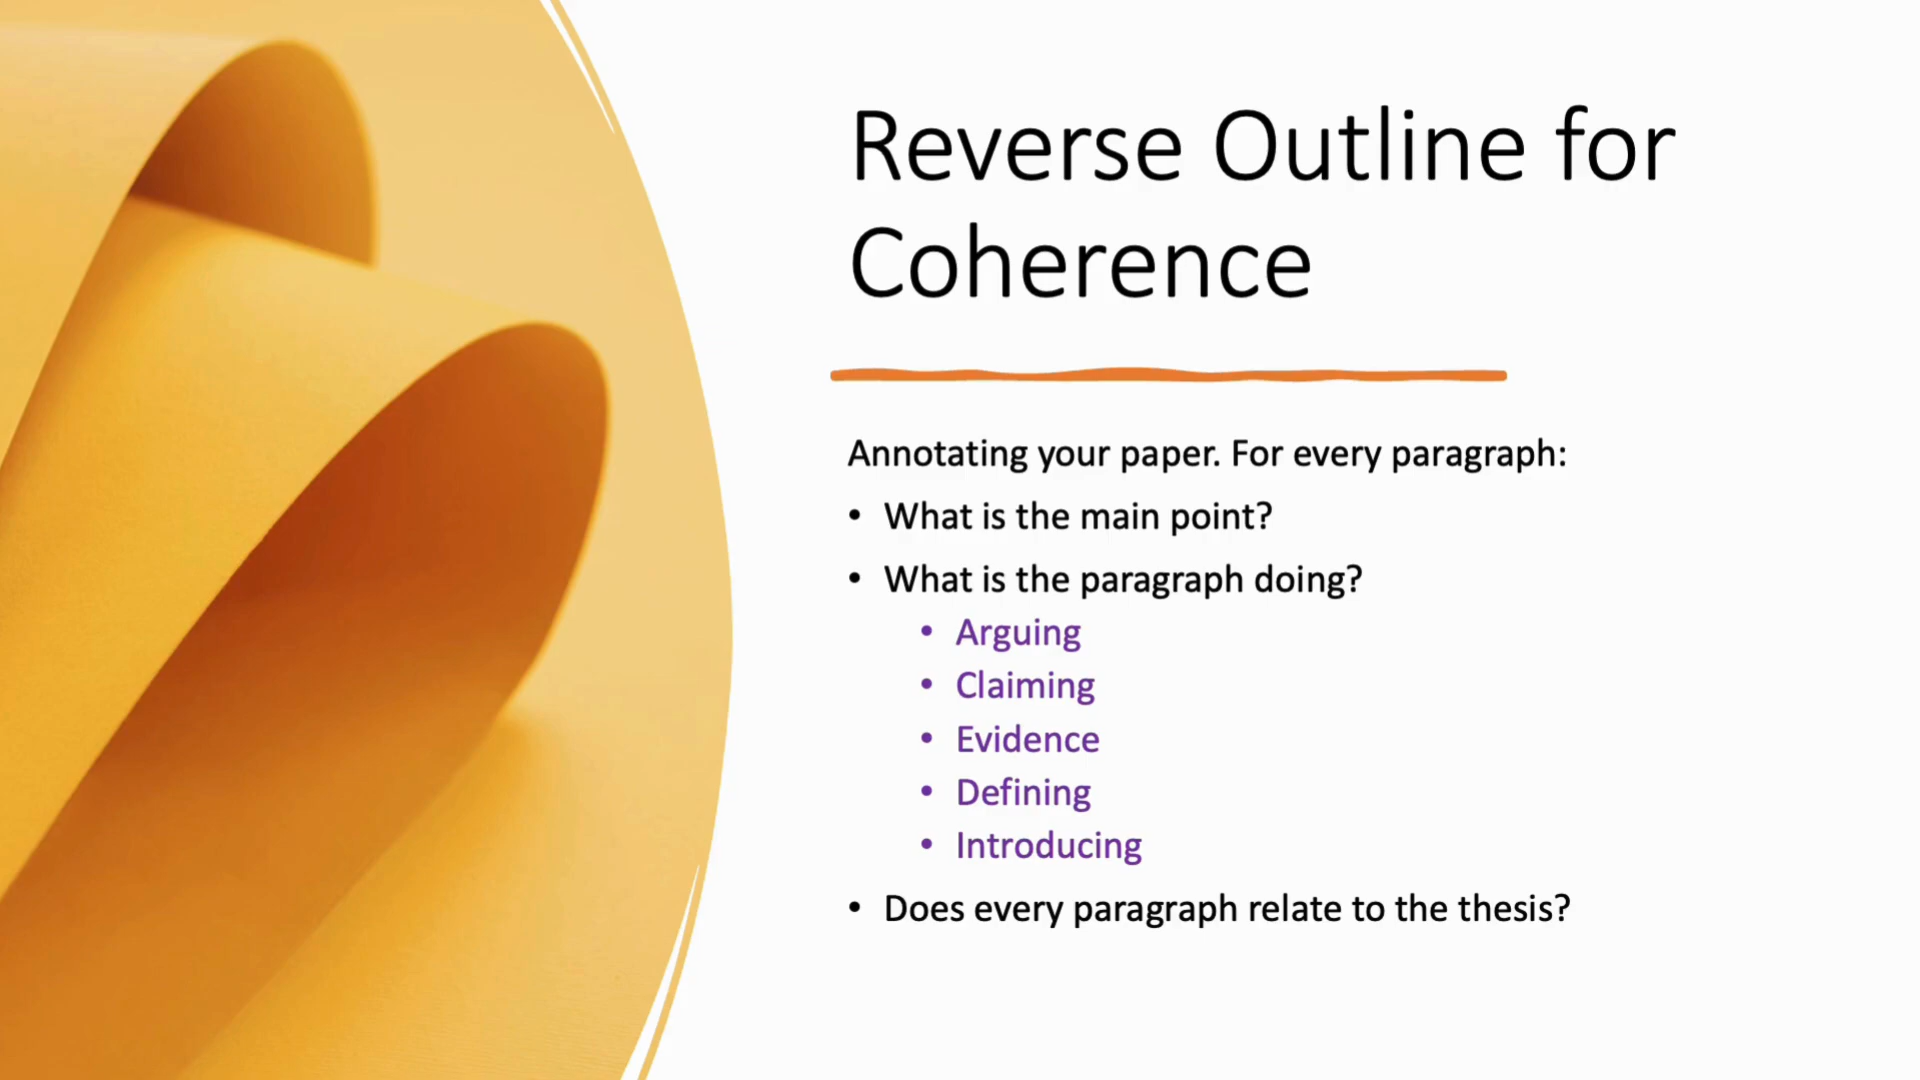 Reverse Outline for
Coherence
Annotating your paper. For every paragraph:
• What is the main point?
• What is the paragraph doing?
• Arguing
• Claiming
• Evidence
• Defining
• Introducing
• Does every paragraph relate to the thesis?